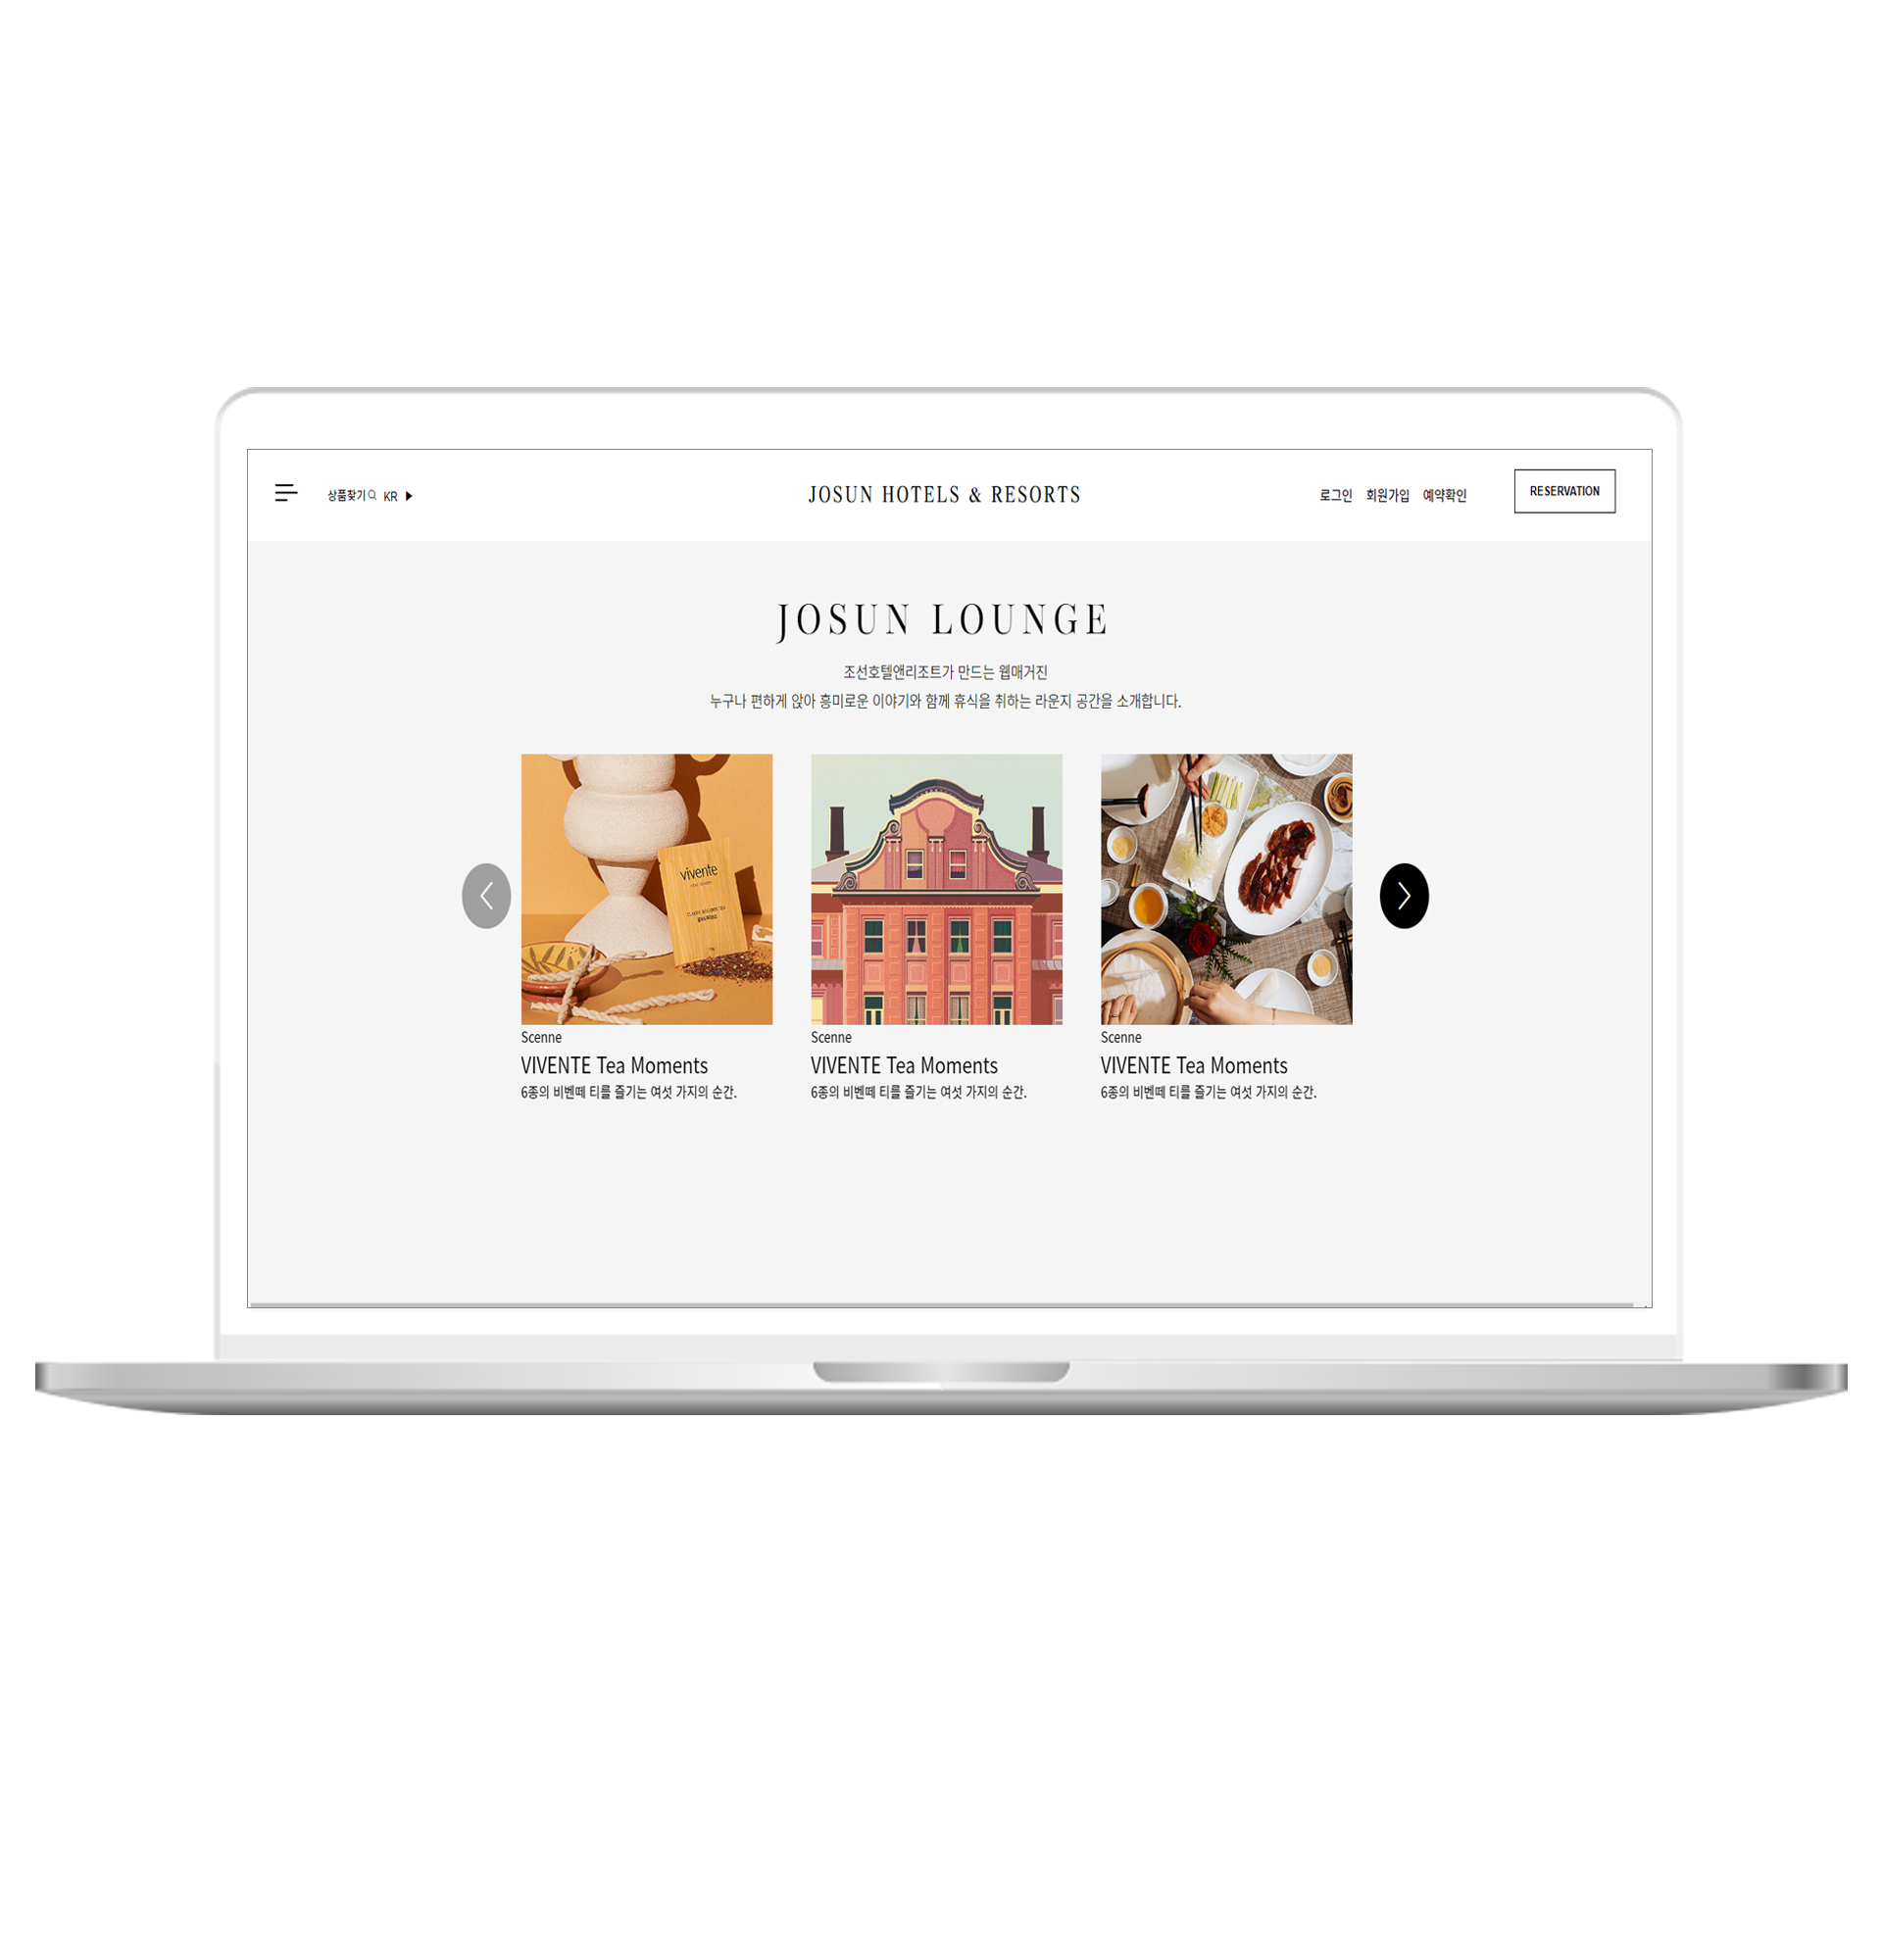 상품찾기 KR
JOSUN HOTELS & RESORTS
로그인 회원가입 예약확인
RESERVATION
JOSUN LOUNGE
조선호텔앤리조트가 만드는 웹매거진
누구나 편하게 앉아 흥미로운 이야기와 함께 휴식을 취하는 라운지 공간을 소개합니다.
vivente
Scenne
VIVENTE Tea Moments
6종의 비벤떼 티를 즐기는 여섯 가지의 순간.
Scenne
VIVENTE Tea Moments
6종의 비벤떼 티를 즐기는 여섯 가지의 순간.
Scenne
VIVENTE Tea Moments
6종의 비벤떼 티를 즐기는 여섯 가지의 순간.